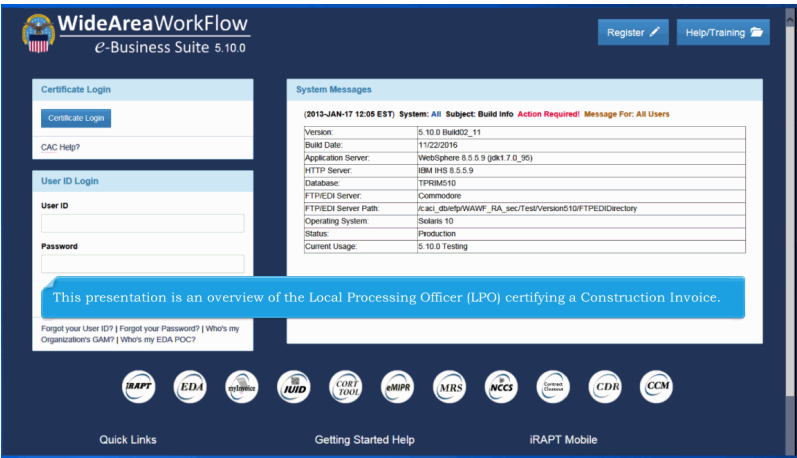 WideAreaWorkFlow
e-Business Suite 5.10.0
Register
Help/Training
Certificate Login
Certificate Login
CAC Help?
User ID Login
User ID
Password
Forgot your User ID? | Forgot your Password? | Who's my
Organization's GAM? | Who's my EDA POC?
System Messages
(2013-JAN-17 12:05 EST) System: All Subject: Build Info Action Required! Message For: All Users
Version: 5.10.0 Build02_11
Build Date: 11/22/2016
Application Server: WebSphere 8.5.5.9 (jdk1.7.0_95)
HTTP Server: IBM IHS 8.5.5.9
Database: TPRIM510
FTP/EDI Server: Commodore
FTP/EDI Server Path: /caci_db/efp/WAWF_RA_sec/Test/Version510/FTPEDIDirectory
Operating System: Solaris 10
Status: Production
Current Usage: 5.10.0 Testing
This presentation is an overview of the Local Processing Officer (LPO) certifying a Construction Invoice.
iRAPT
EDA
myInvoice
IUID
CORT
TOOL
eMIPR
MRS
NCCS
Contract
Closeout
CDR
CCM
Quick Links
Getting Started Help
iRAPT Mobile